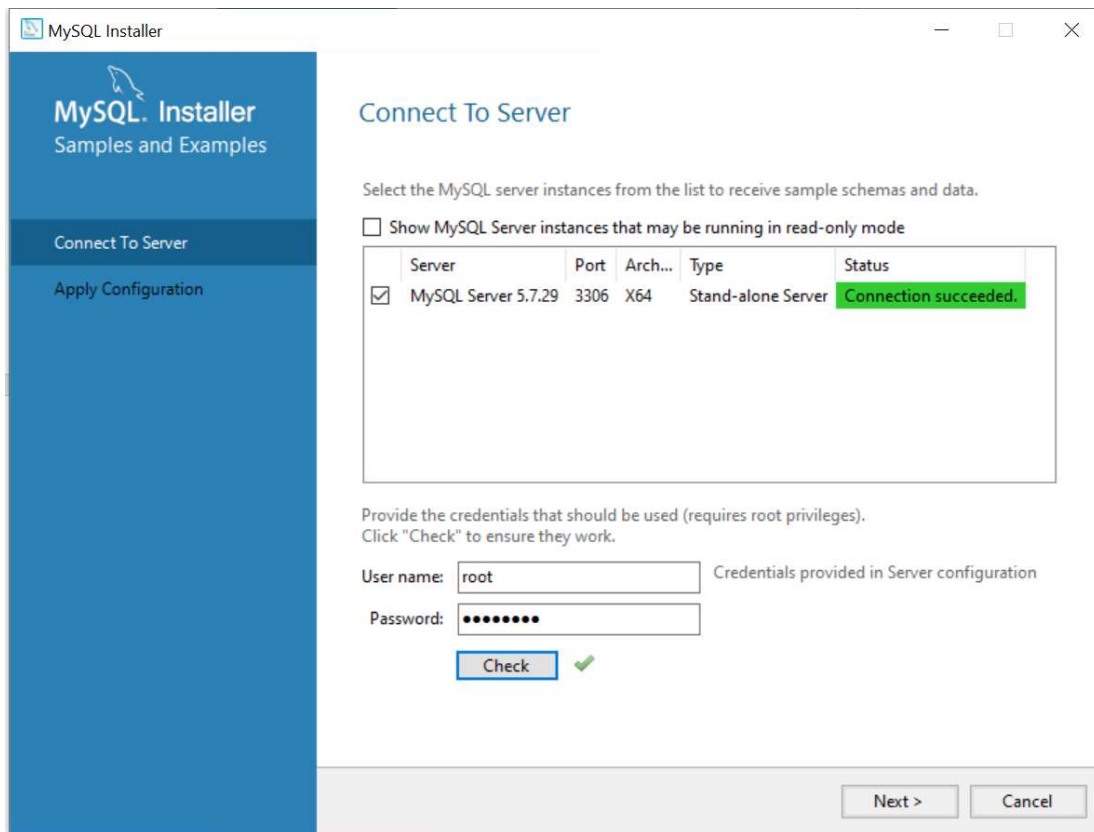 MySQL Installer
MySQL. Installer
Samples and Examples
Connect To Server
Apply Configuration
Connect To Server
Select the MySQL server instances from the list to receive sample schemas and data.
Show MySQL Server instances that may be running in read-only mode
Server Port Arch... Type Status
MySQL Server 5.7.29 3306 X64 Stand-alone Server Connection succeeded.
Provide the credentials that should be used (requires root privileges).
Click "Check" to ensure they work.
User name: root Credentials provided in Server configuration
Password: ●●●●●●●●
Check
Next > Cancel